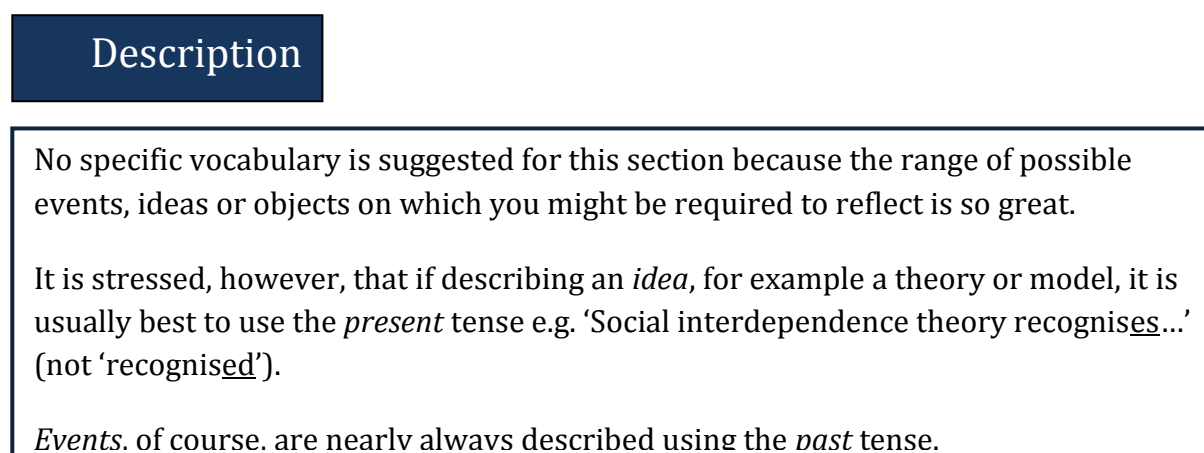 Description
No specific vocabulary is suggested for this section because the range of possible
events, ideas or objects on which you might be required to reflect is so great.
It is stressed, however, that if describing an idea, for example a theory or model, it is
usually best to use the present tense e.g. ‘Social interdependence theory recognises…’
(not ‘recognised’).
Events, of course, are nearly always described using the past tense.